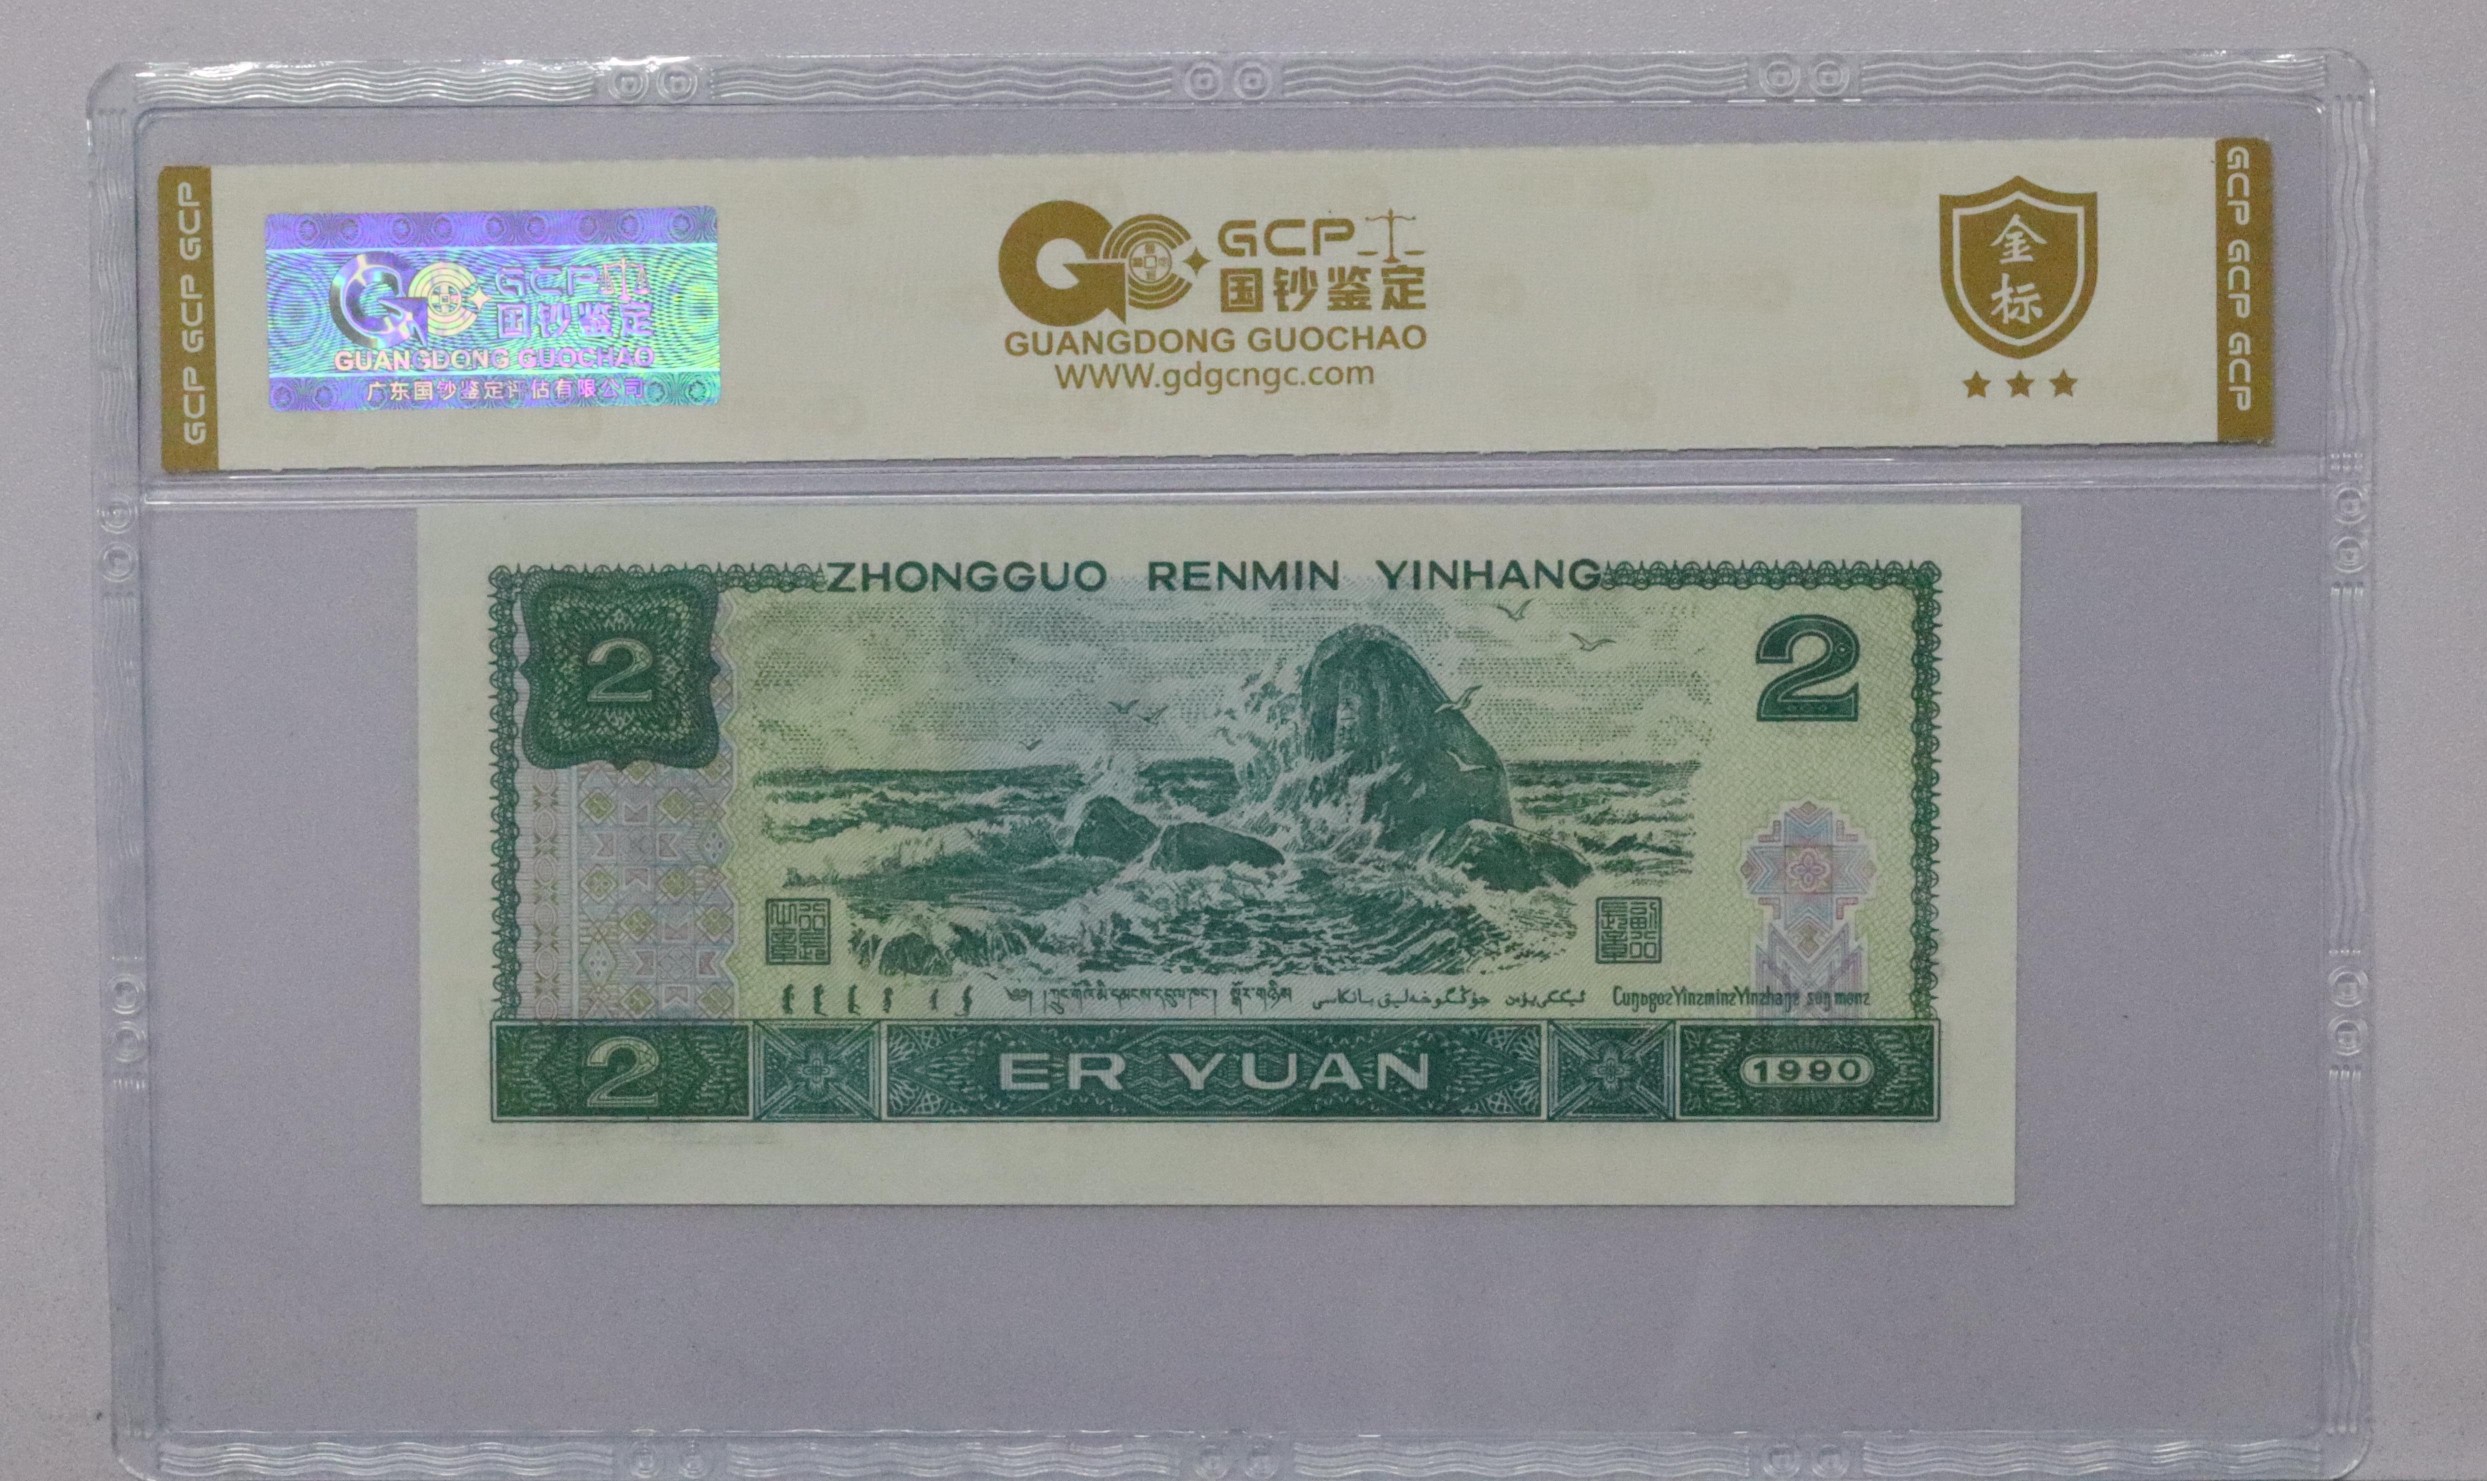 GCP GCP GCP
GCP
国钞鉴定
GUANGDONG GUOCHAO
广东国钞鉴定评估有限公司
GCP
国钞鉴定
GUANGDONG GUOCHAO
WWW.gdgcngc.com
金
标
GCP GCP GCP
ZHONGGUO RENMIN YINHANG
2
2
2
ER YUAN
1990